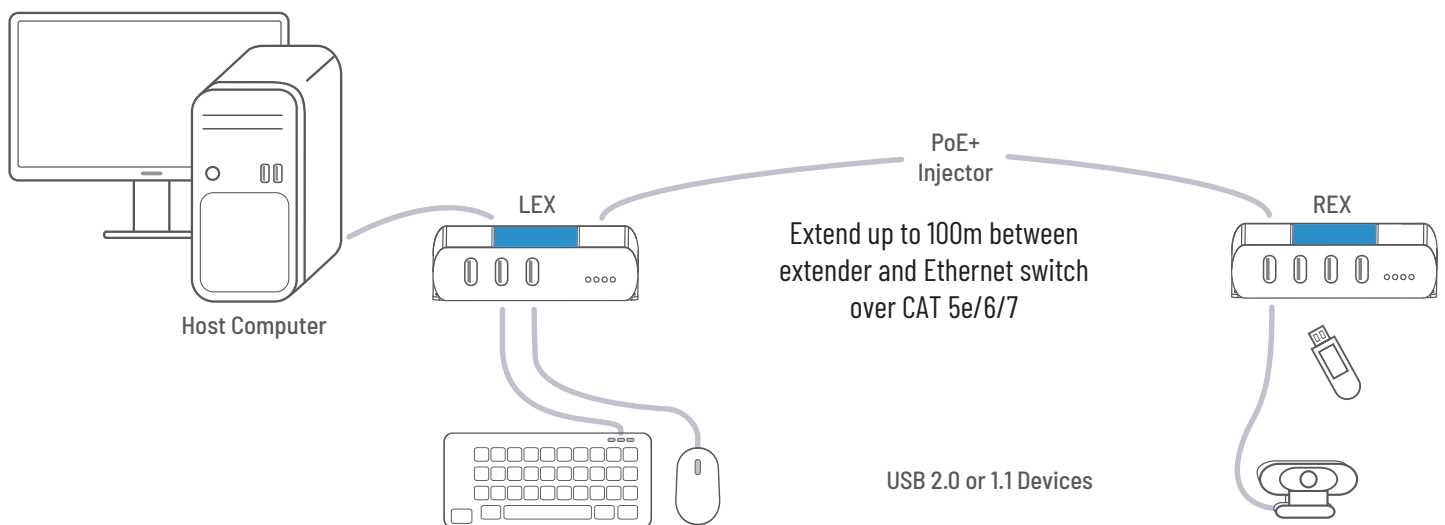 PoE+
Injector
LEX
REX
Extend up to 100m between
extender and Ethernet switch
over CAT 5e/6/7
Host Computer
USB 2.0 or 1.1 Devices